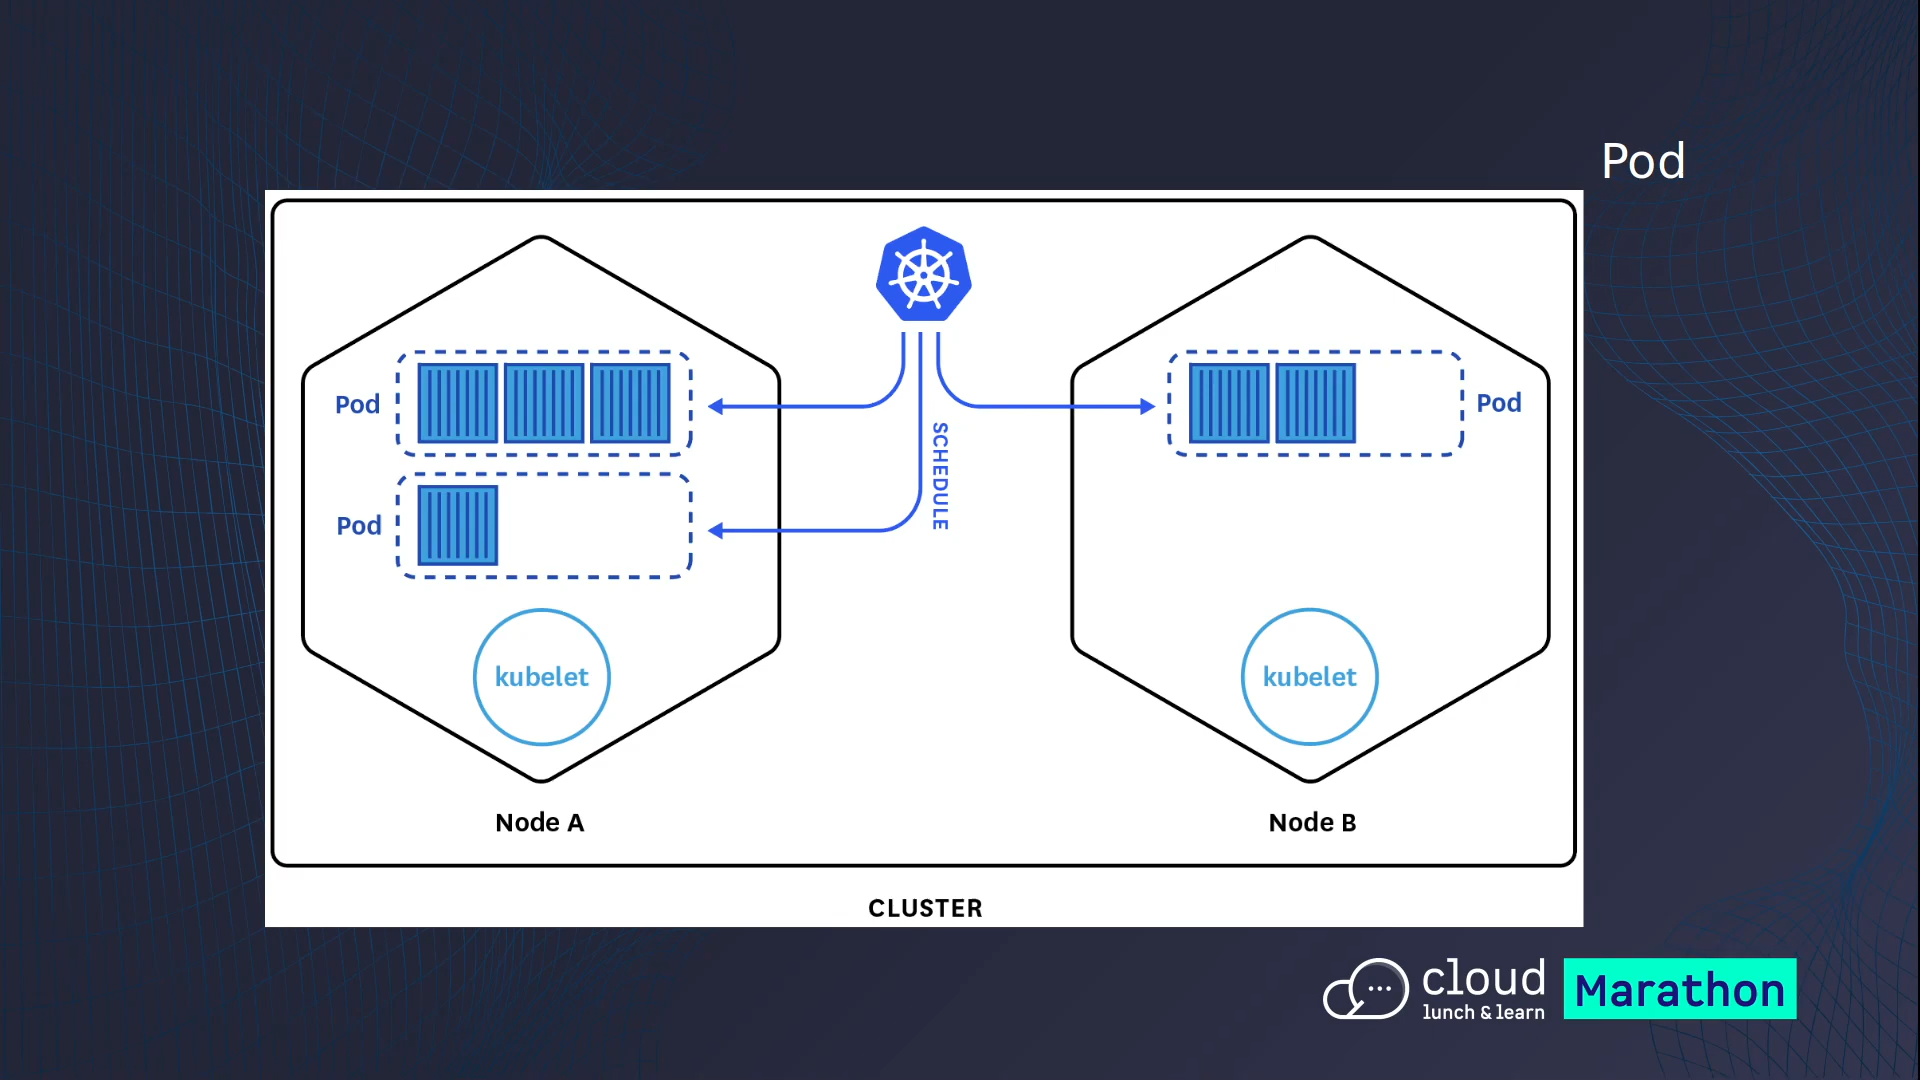 Pod
Pod
Pod
Pod
SCHEDULE
kubelet
kubelet
Node A
Node B
CLUSTER
cloud
lunch & learn
Marathon